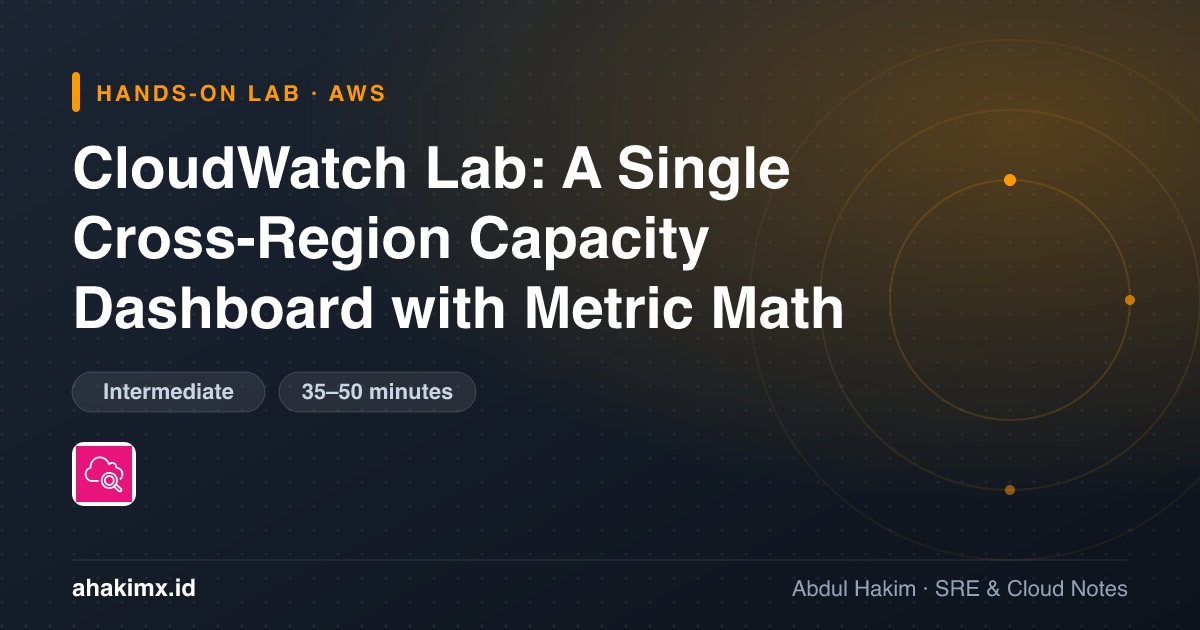 HANDS-ON LAB · AWS
CloudWatch Lab: A Single
Cross-Region Capacity
Dashboard with Metric Math
Intermediate
35–50 minutes
ahakimx.id
Abdul Hakim · SRE & Cloud Notes